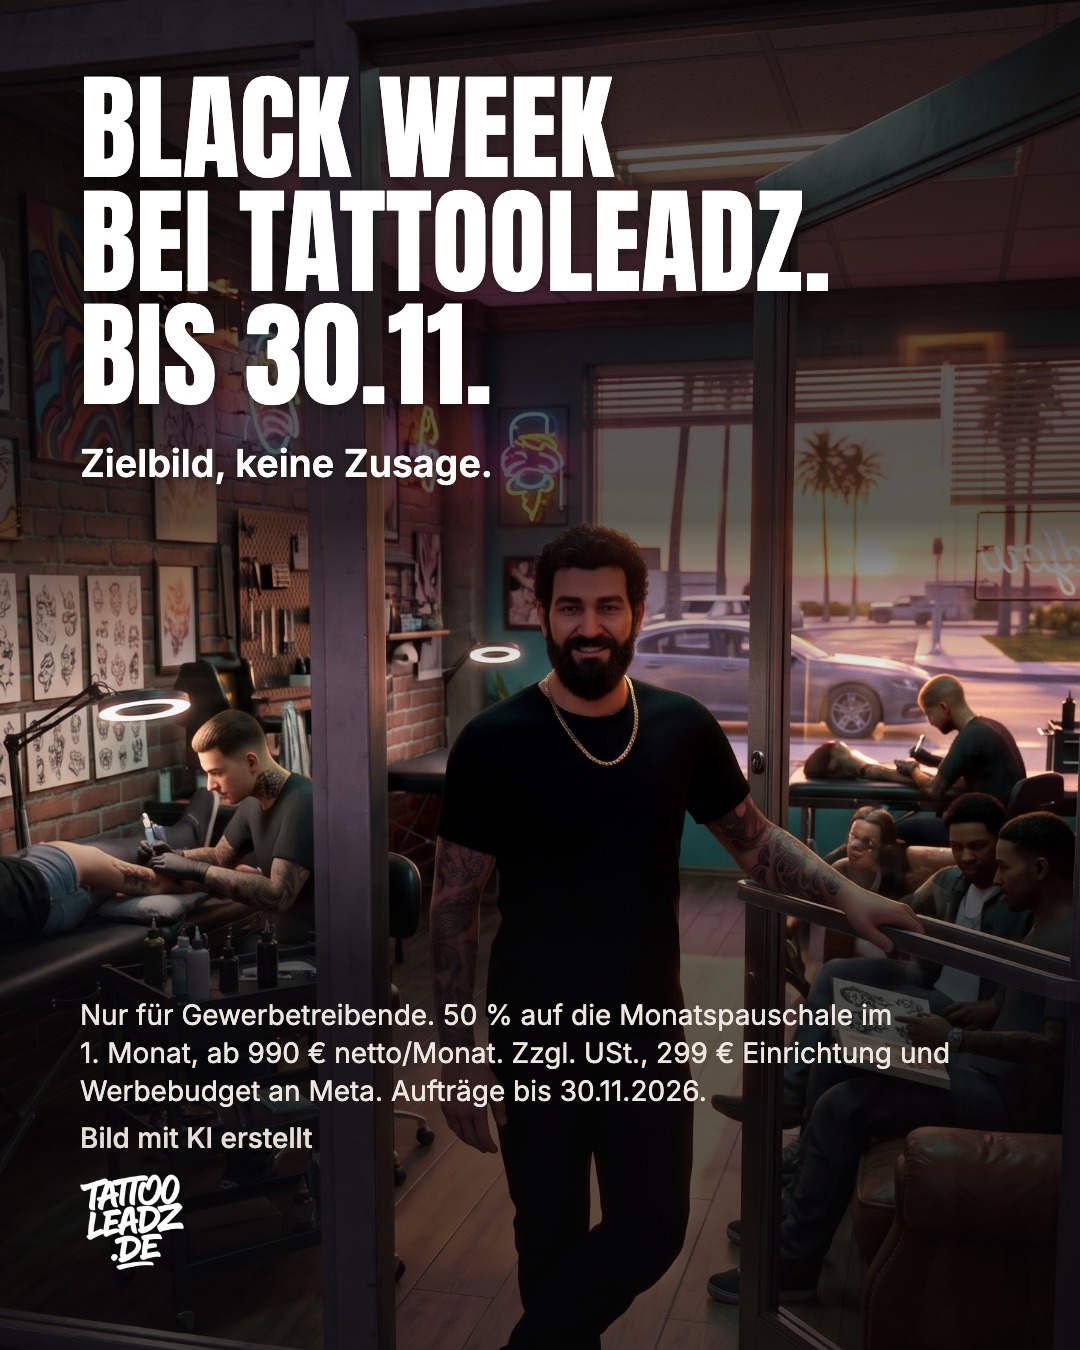 BLACK WEEK
BEI TATTOOLEADZ.
BIS 30.11.
Zielbild, keine Zusage.
Nur für Gewerbetreibende. 50 % auf die Monatspauschale im
1. Monat, ab 990 € netto/Monat. Zzgl. USt., 299 € Einrichtung und
Werbebudget an Meta. Aufträge bis 30.11.2026.
Bild mit KI erstellt
TATTOO
LEADZ
.DE